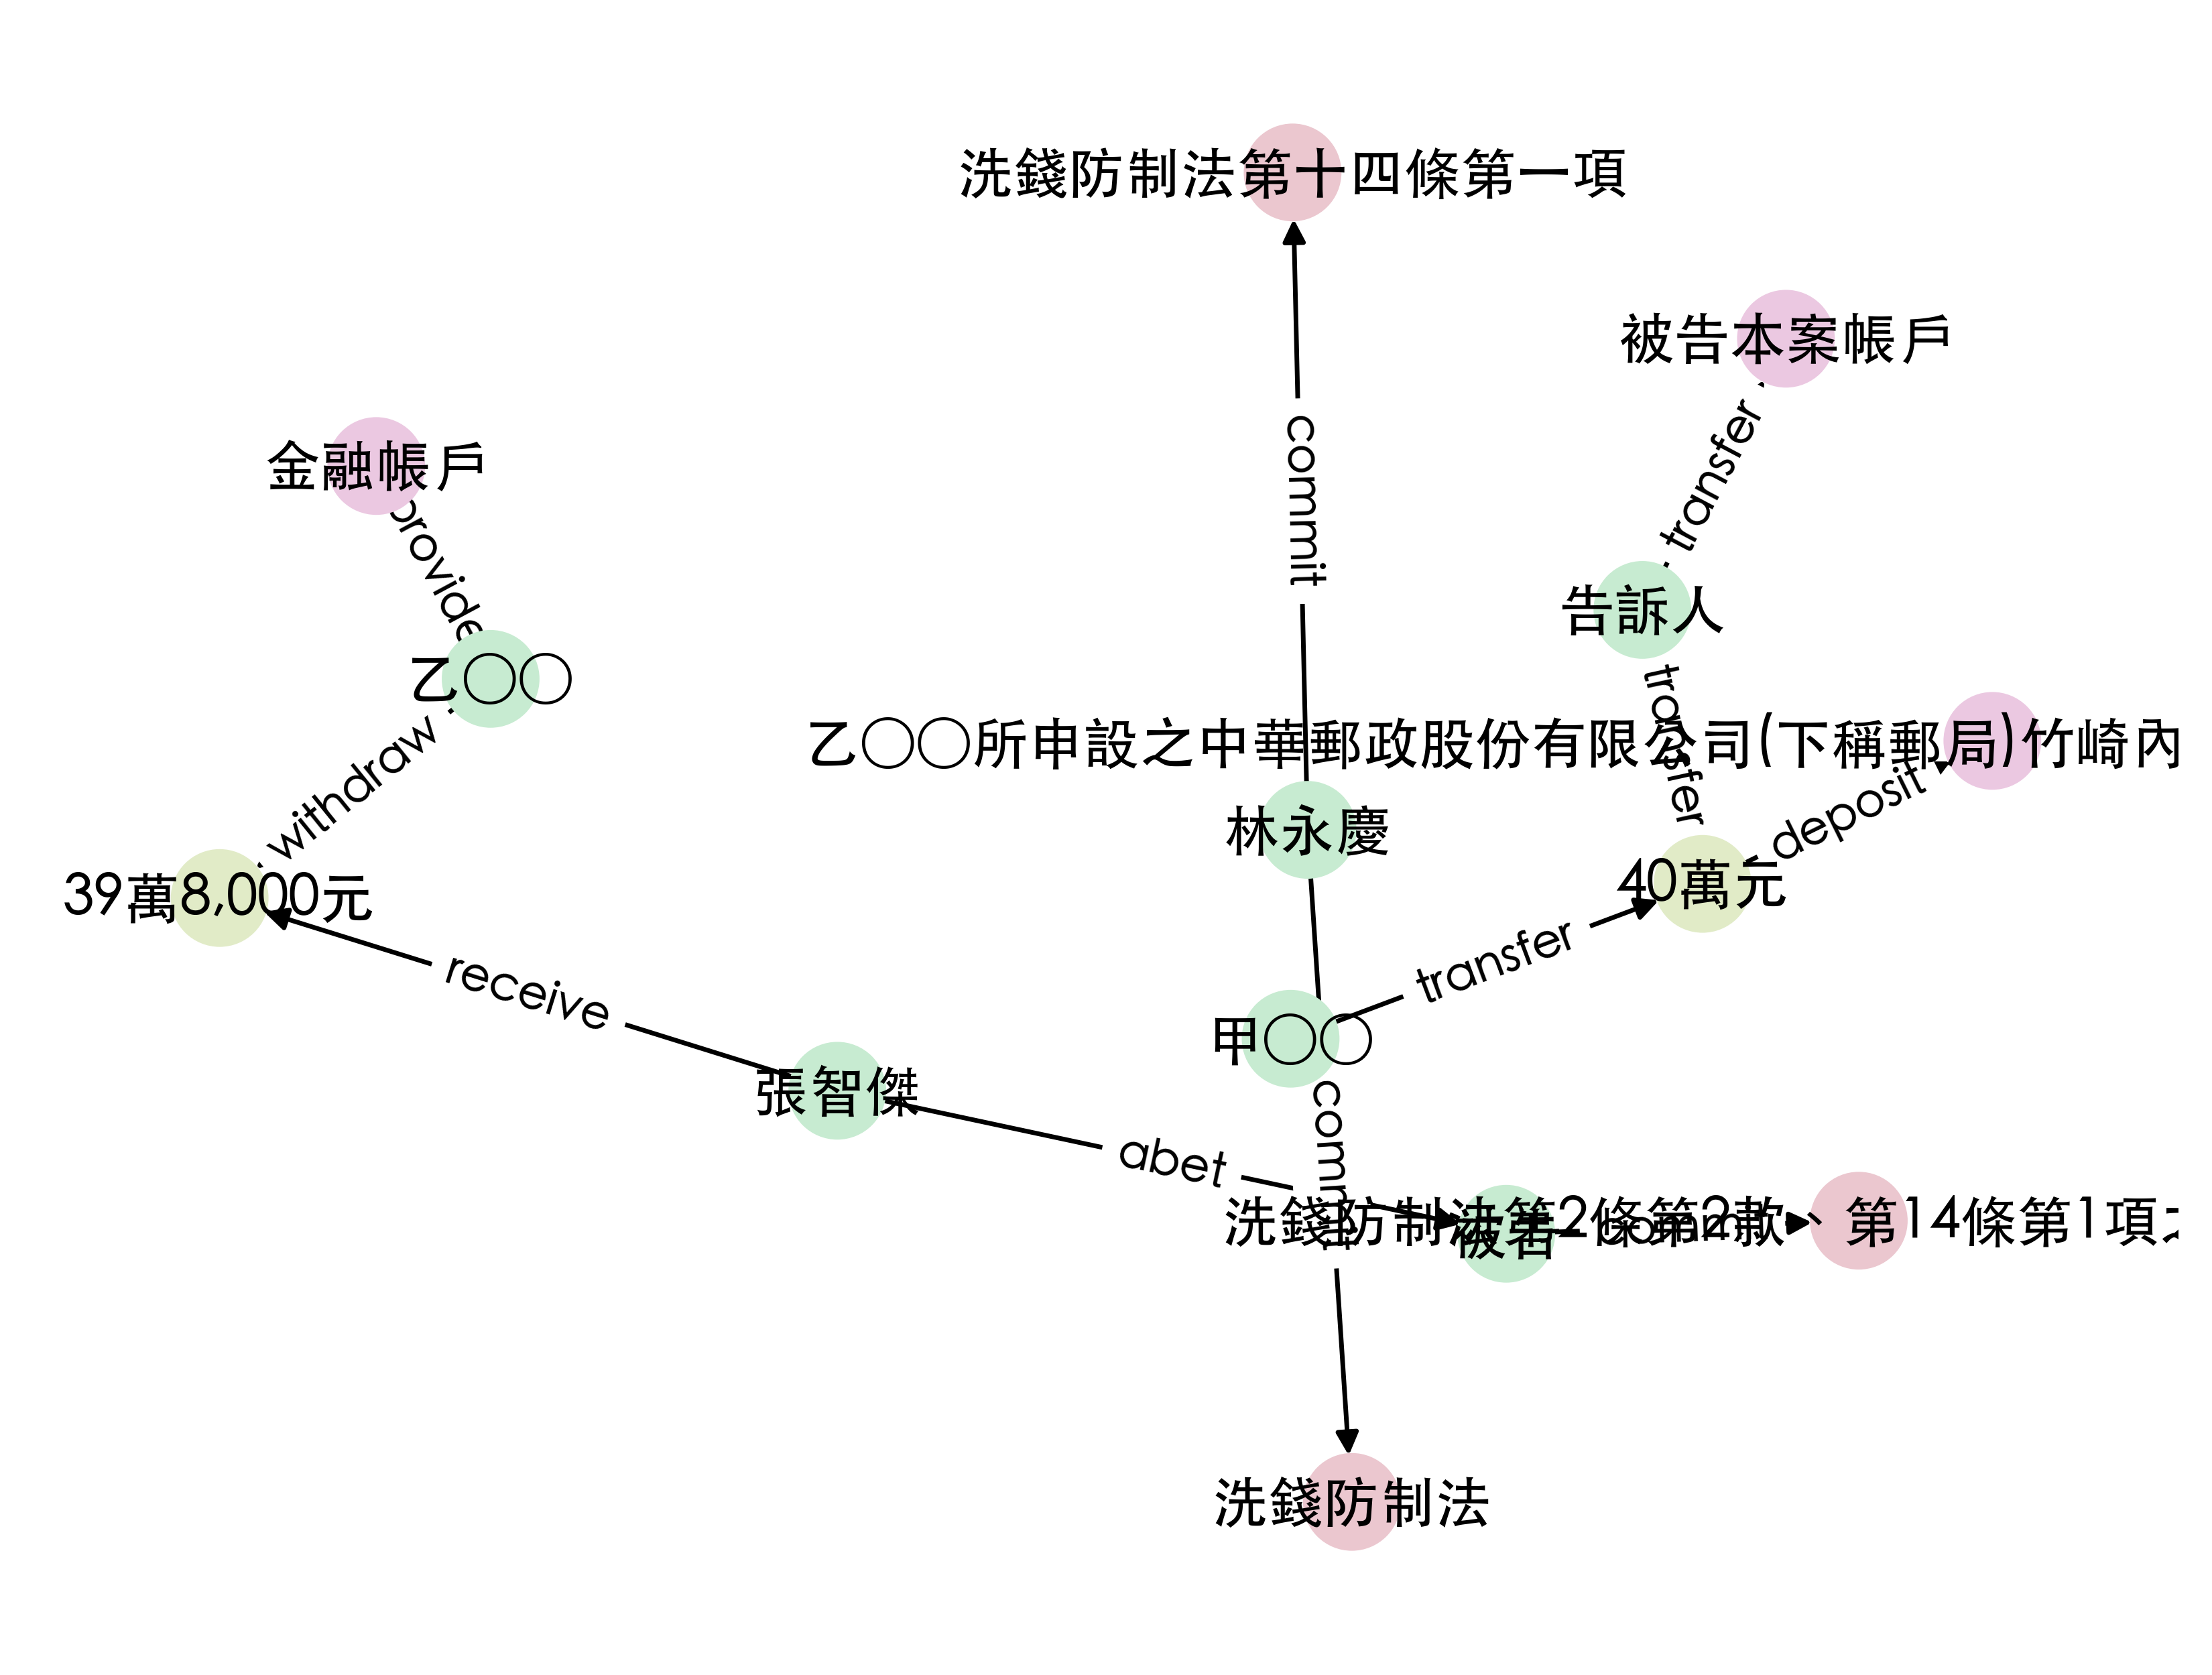 洗錢防制法第十四條第一項
被告本案帳戶
commit
transfer
金融帳戶
provide
告訴人
乙〇〇
transfer
乙〇〇所申設之中華郵政股份有限公司(下稱郵局)竹崎內
withdraw
deposit
林永慶
39萬8,000元
40萬元
receive
transfer
甲〇〇
張智傑
abet
commit
洗錢防制法第2條第2款、第14條第1項之
被告
commit
洗錢防制法